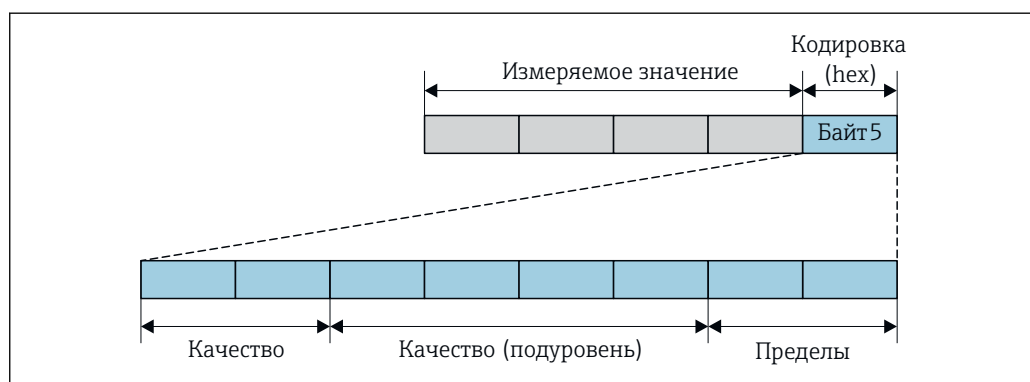 Кодировка
Измеряемое значение (hex)
Байт 5
Качество Качество (подуровень) Пределы